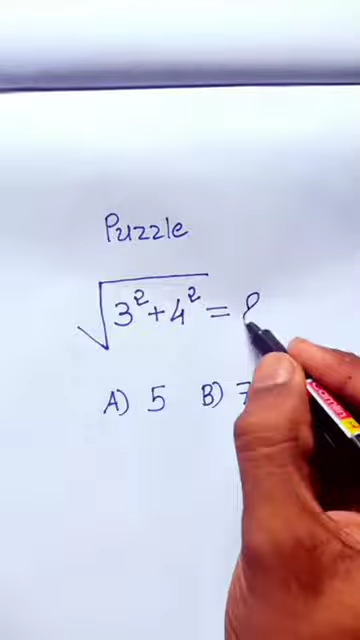 Puzzle
√3²+4² =
A) 5 B) 7